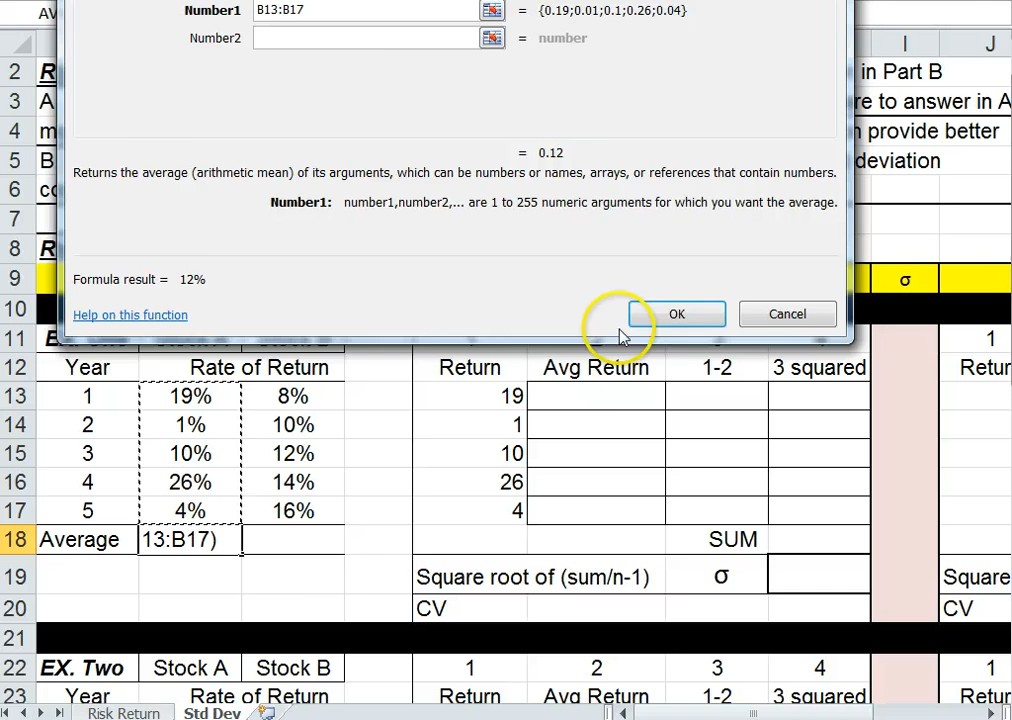 AV
Number1 B13:B17 = {0.19;0.01;0.1;0.26;0.04}
Number2 = number
= 0.12
Returns the average (arithmetic mean) of its arguments, which can be numbers or names, arrays, or references that contain numbers.
Number1: number1,number2,... are 1 to 255 numeric arguments for which you want the average.
Formula result = 12%
Help on this function
OK Cancel
I J
2 R in Part B
3 A re to answer in A
4 m n provide better
5 B deviation
6 co
7
8 R
9 σ
10
11 1
12 Year Rate of Return Return Avg Return 1-2 3 squared Retur
13 1 19% 8% 19
14 2 1% 10% 1
15 3 10% 12% 10
16 4 26% 14% 26
17 5 4% 16% 4
18 Average 13:B17) SUM
19 Square root of (sum/n-1) σ Square
20 CV CV
21
22 EX. Two Stock A Stock B 1 2 3 4 1
23 Year Rate of Return Return Avg Return 1-2 3 squared Retur
Risk Return Std Dev